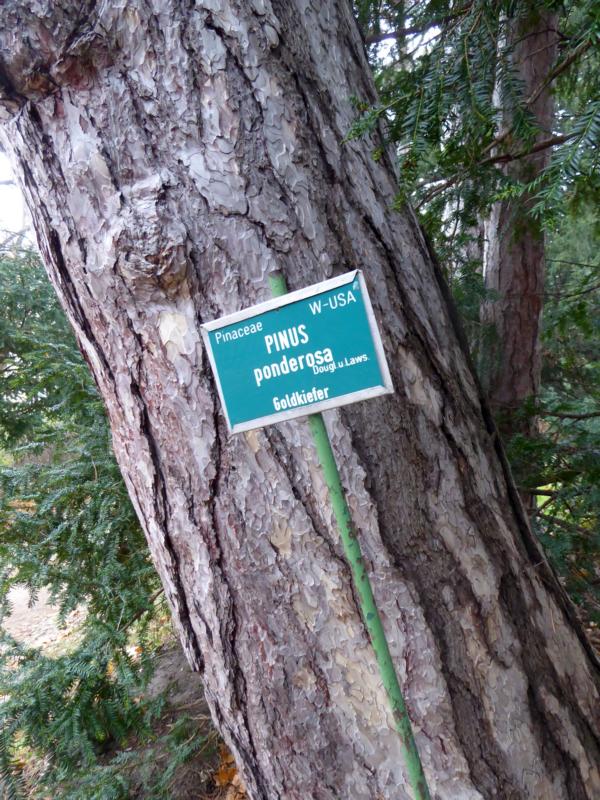 Pinaceae W-USA
PINUS
ponderosa
Dougl. u. Laws.
Goldkiefer